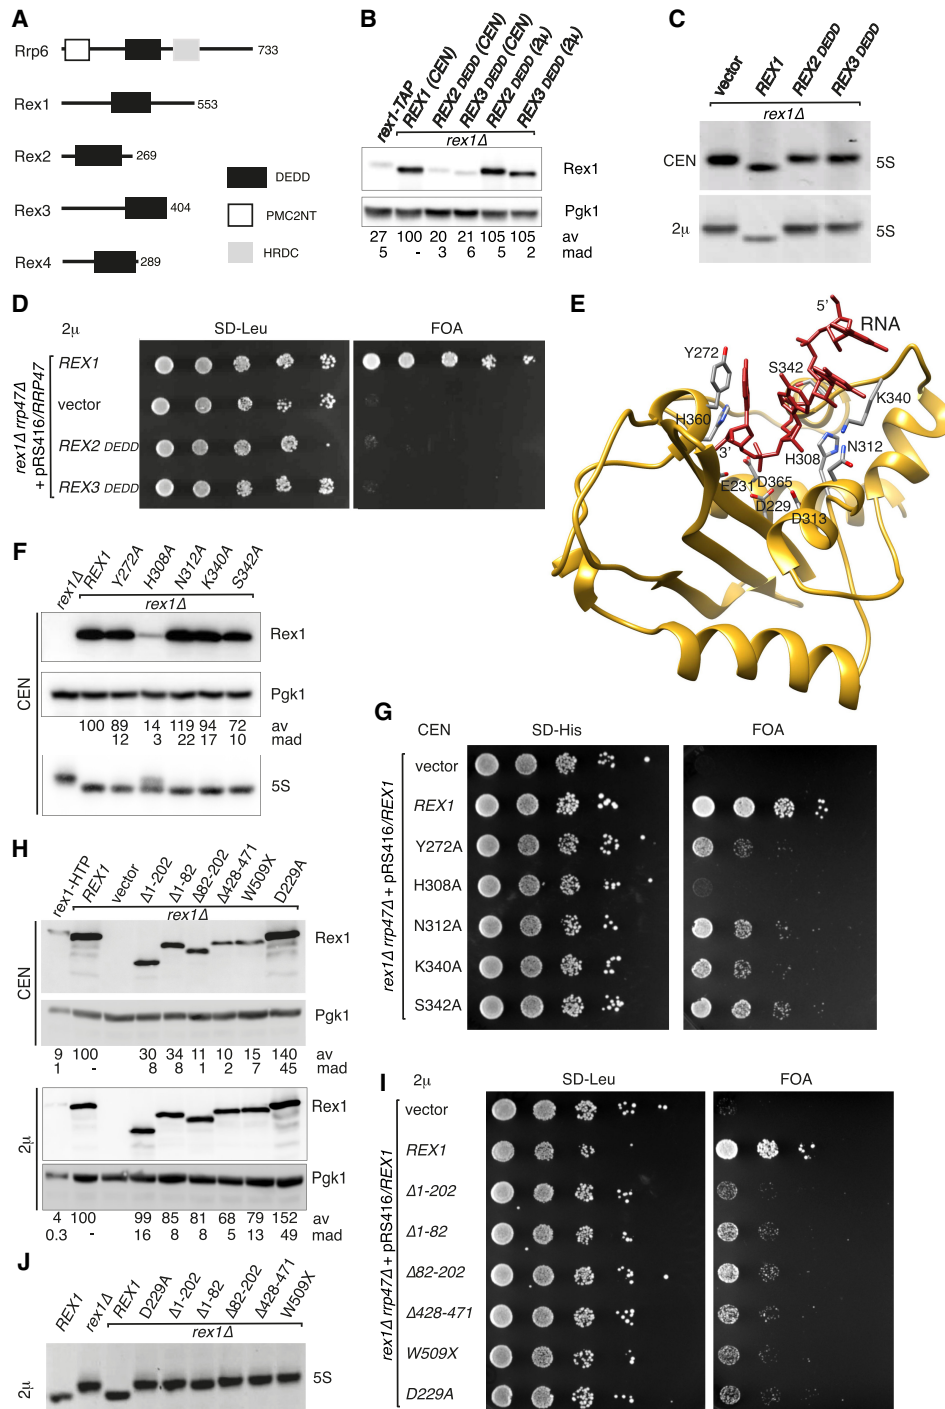 A
Rrp6
733
Rex1
553
Rex2
269
Rex3
404
Rex4
289
DEDD
PMC2NT
HRDC
B
rex1-TAP
REX1 (CEN)
REX2 DEDD (CEN)
REX3 DEDD (CEN)
REX2 DEDD (2μ)
REX3 DEDD (2μ)
rex1Δ
Rex1
Pgk1
27 100 20 21 105 105 av
5 - 3 6 5 2 mad
C
vector
REX1
REX2 DEDD
REX3 DEDD
rex1Δ
CEN
5S
2μ
5S
D
2μ
SD-Leu
FOA
rex1Δ rrp47Δ
+ pRS416/RRP47
REX1
vector
REX2 DEDD
REX3 DEDD
E
5’
RNA
Y272
S342
K340
H360
3’
H308
N312
E231
D365
D229
D313
F
rex1Δ
REX1
Y272A
H308A
N312A
K340A
S342A
rex1Δ
CEN
Rex1
Pgk1
100 89 14 119 94 72 av
12 3 22 17 10 mad
5S
G
CEN
SD-His
FOA
rex1Δ rrp47Δ + pRS416/REX1
vector
REX1
Y272A
H308A
N312A
K340A
S342A
H
rex1-HTP
REX1
vector
Δ1-202
Δ1-82
Δ82-202
Δ428-471
W509X
D229A
rex1Δ
CEN
Rex1
Pgk1
9 100 30 34 11 10 15 140 av
1 - 8 8 1 2 7 45 mad
2μ
Rex1
Pgk1
4 100 99 85 81 68 79 152 av
0.3 - 16 8 8 5 13 49 mad
I
2μ
SD-Leu
FOA
rex1Δ rrp47Δ + pRS416/REX1
vector
REX1
Δ1-202
Δ1-82
Δ82-202
Δ428-471
W509X
D229A
J
REX1
rex1Δ
REX1
D229A
Δ1-202
Δ1-82
Δ82-202
Δ428-471
W509X
rex1Δ
2μ
5S